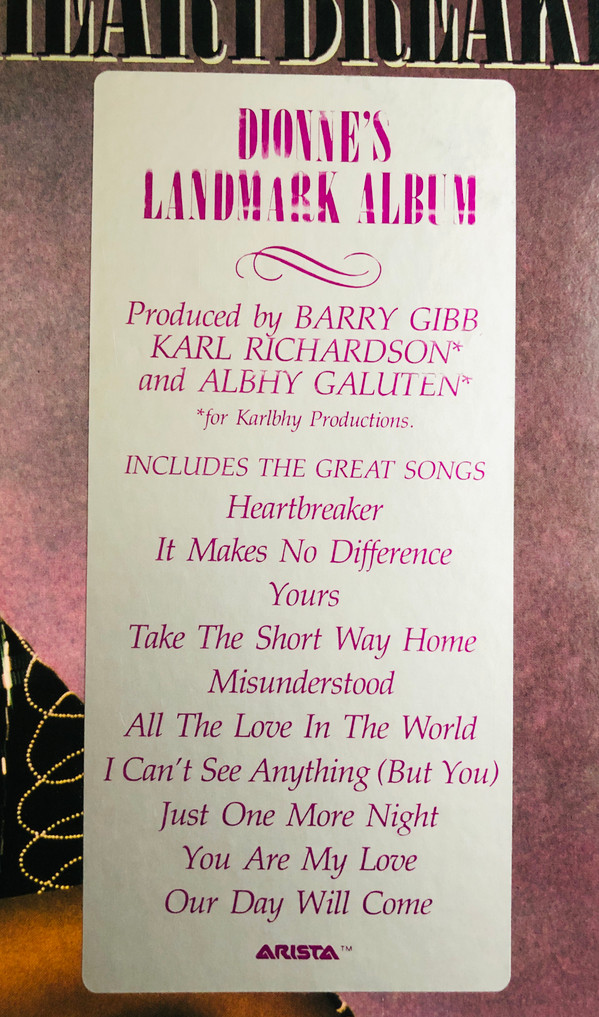 HEARTBREAK
DIONNE'S
LANDMARK ALBUM
Produced by BARRY GIBB
KARL RICHARDSON*
and ALBHY GALUTEN*
*for Karlbhy Productions.
INCLUDES THE GREAT SONGS
Heartbreaker
It Makes No Difference
Yours
Take The Short Way Home
Misunderstood
All The Love In The World
I Can't See Anything (But You)
Just One More Night
You Are My Love
Our Day Will Come
ARISTA™